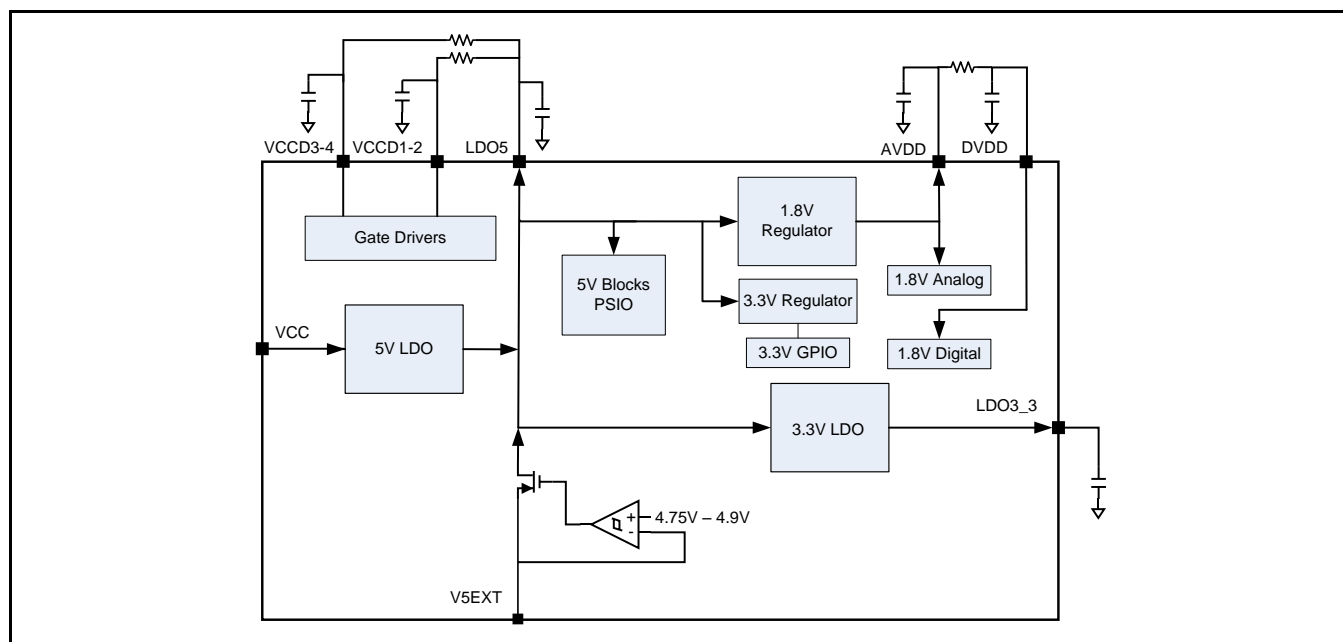 VCCD3-4
VCCD1-2
LDO5
AVDD
DVDD
Gate Drivers
1.8V
Regulator
5V Blocks
PSIO
3.3V Regulator
1.8V Analog
VCC
5V LDO
3.3V GPIO
1.8V Digital
3.3V LDO
LDO3_3
+
-
4.75V – 4.9V
V5EXT